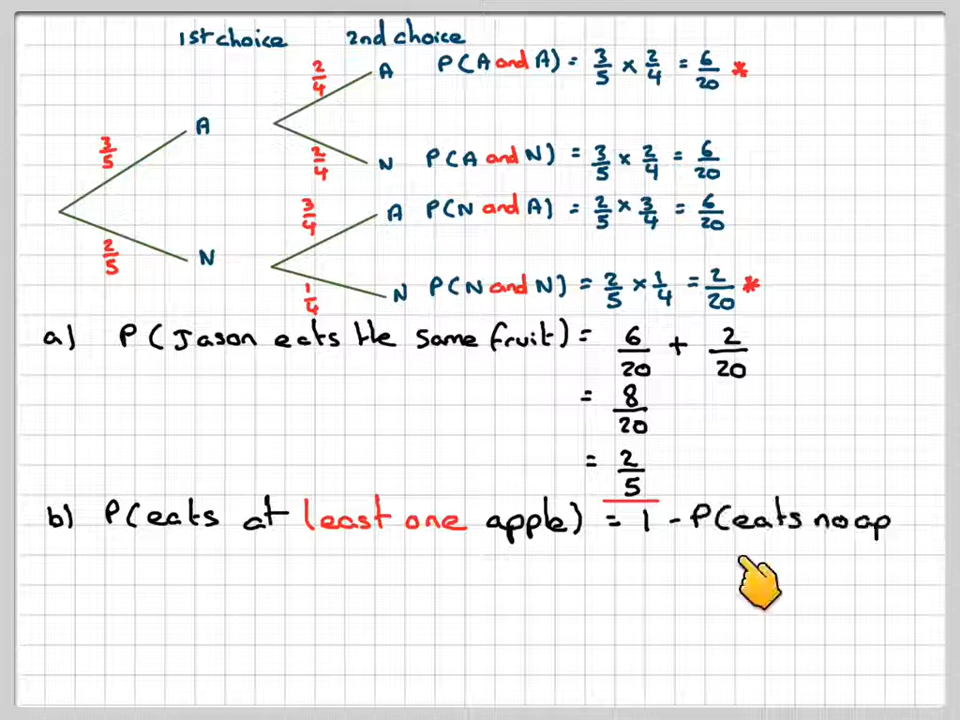 1st choice 2nd choice
2/4 A P(A and A) = 3/5 × 2/4 = 6/20 *
3/5 A
2/4 N P(A and N) = 3/5 × 2/4 = 6/20
3/4 A P(N and A) = 2/5 × 3/4 = 6/20
2/5 N
1/4 N P(N and N) = 2/5 × 1/4 = 2/20 *
a) P(Jason eats the same fruit) = 6/20 + 2/20
= 8/20
= 2/5
b) P(eats at least one apple) = 1 - P(eats no ap